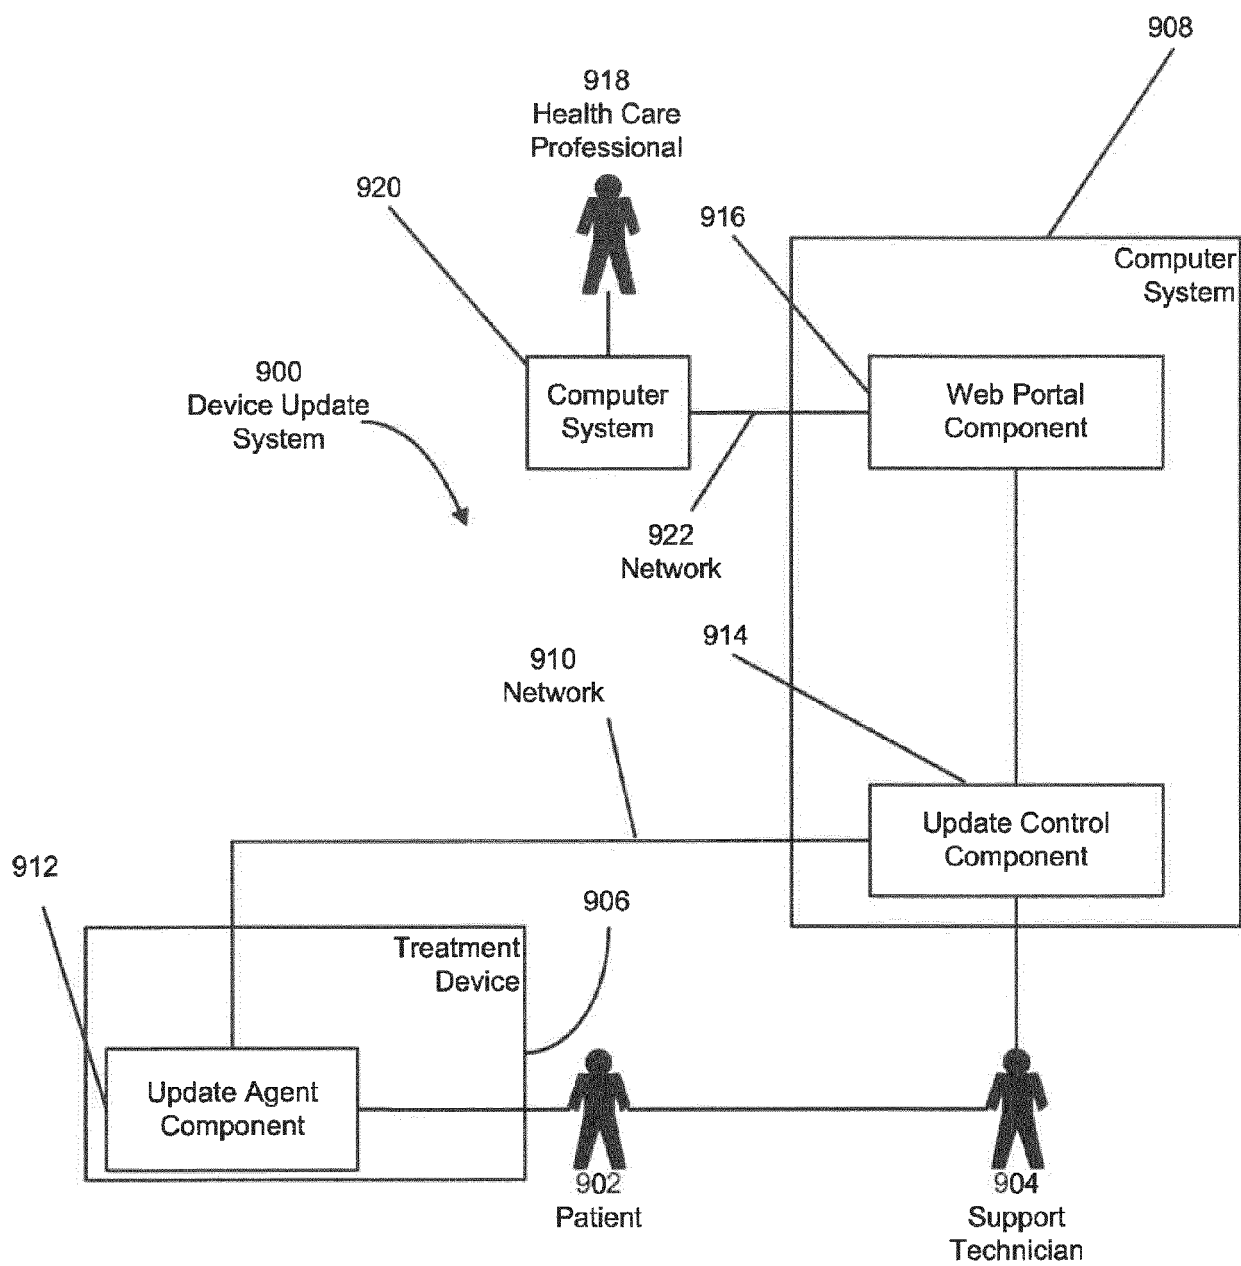 908
918
Health Care
Professional
920
916
Computer
System
900
Device Update
System
Computer
System
Web Portal
Component
922
Network
914
910
Network
Update Control
Component
912
906
Treatment
Device
Update Agent
Component
902
Patient
904
Support
Technician